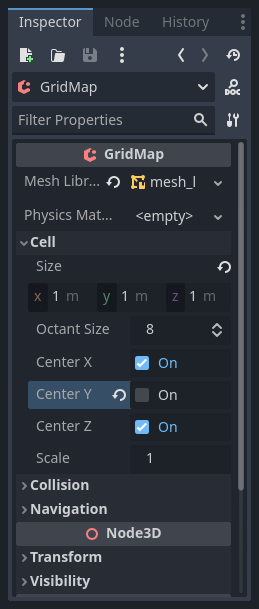 Inspector Node History
GridMap
DOC
Filter Properties
GridMap
Mesh Libr... mesh_l
Physics Mat... <empty>
Cell
Size
x 1 m y 1 m z 1 m
Octant Size 8
Center X On
Center Y On
Center Z On
Scale 1
Collision
Navigation
Node3D
Transform
Visibility